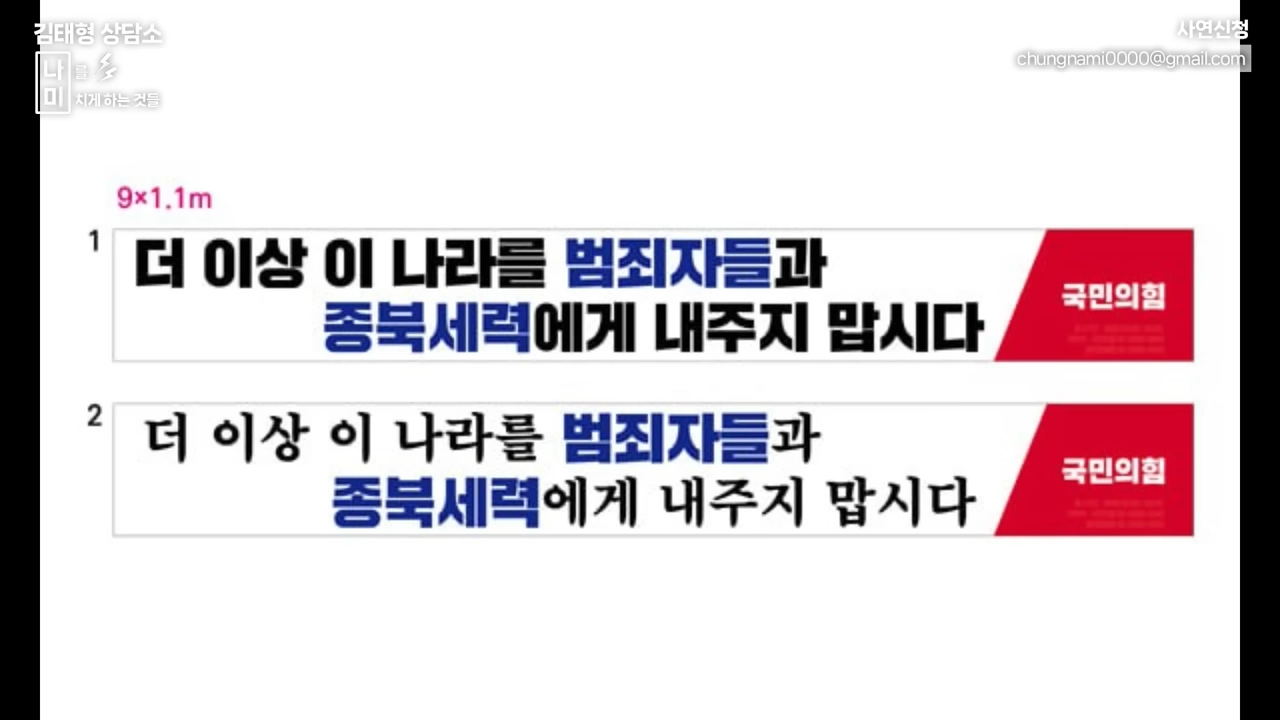 김태형 상담소
나를
미치게 하는 것들
사연신청
chungnami0000@gmail.com
9×1.1m
1
더 이상 이 나라를 범죄자들과
종북세력에게 내주지 맙시다
국민의힘
2
더 이상 이 나라를 범죄자들과
종북세력에게 내주지 맙시다
국민의힘